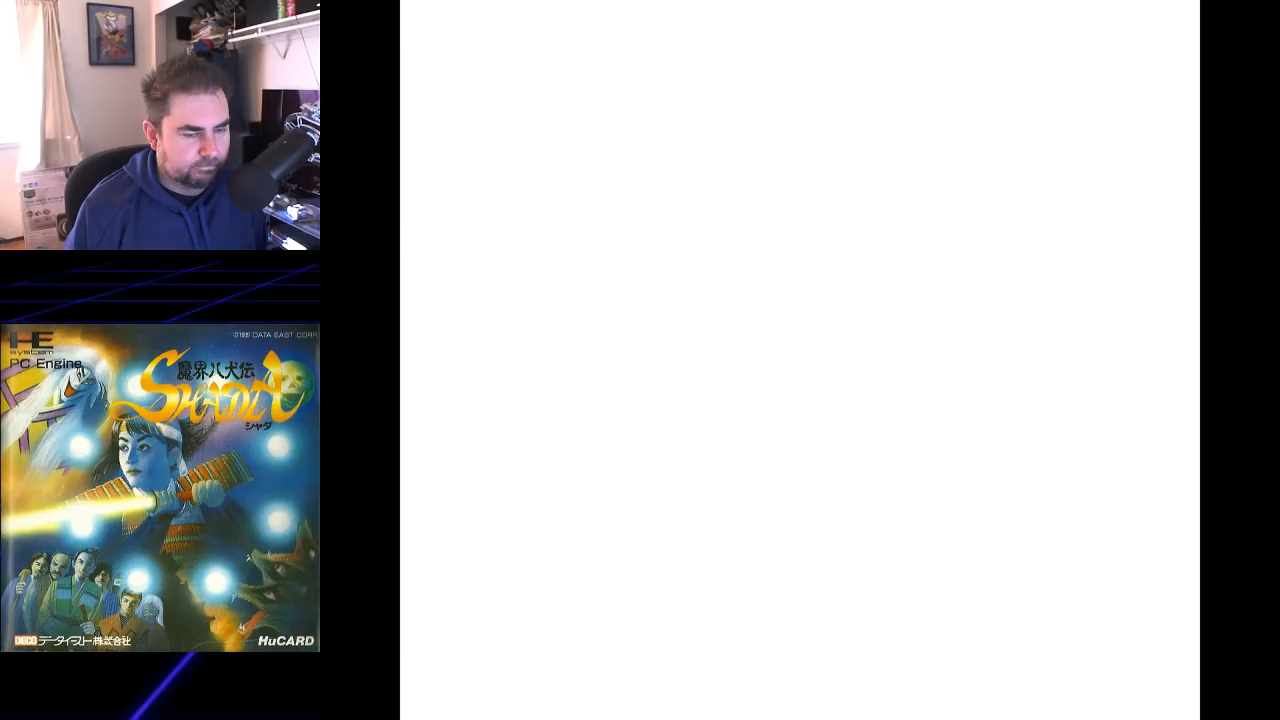 HE
system
PC Engine
©1989 DATA EAST CORP.
魔界八犬伝
SHADA
シャダ
DECO データイースト株式会社
HuCARD